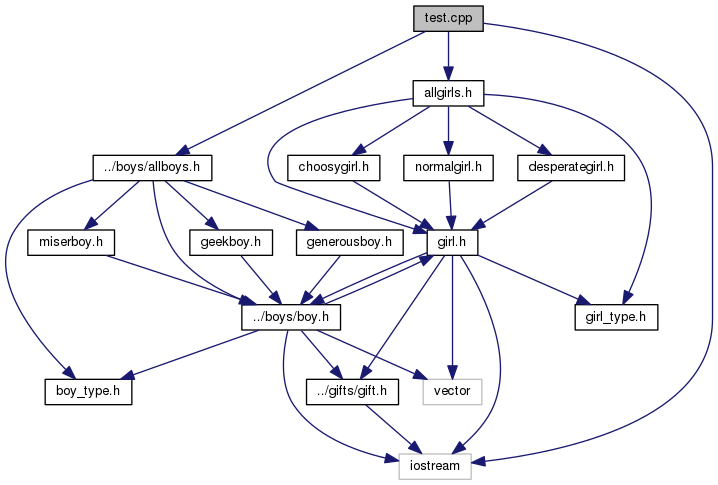 test.cpp
allgirls.h
../boys/allboys.h
choosygirl.h
normalgirl.h
desperategirl.h
miserboy.h
geekboy.h
generousboy.h
girl.h
../boys/boy.h
girl_type.h
boy_type.h
../gifts/gift.h
vector
iostream